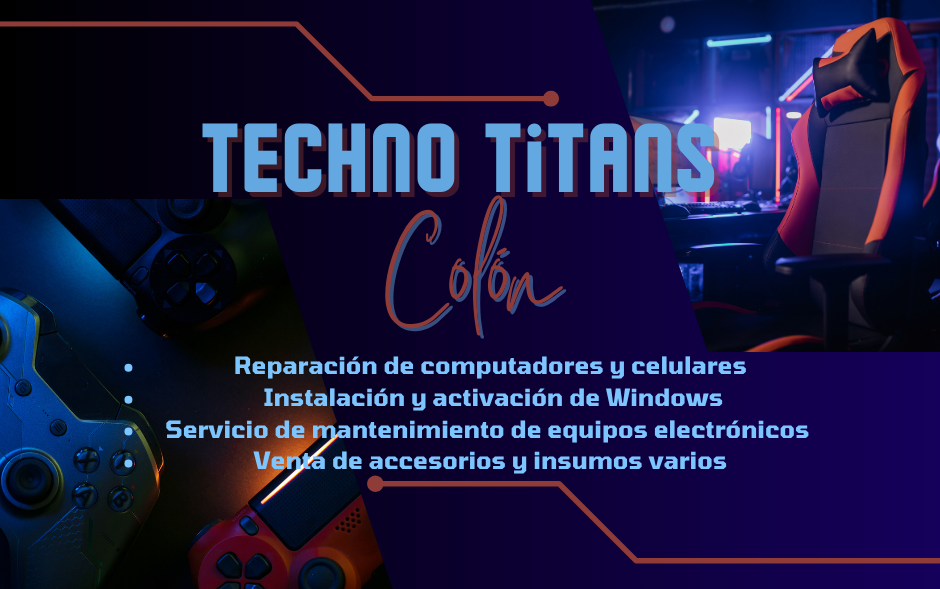 TECHNO TiTANS
Colón
• Reparación de computadores y celulares
• Instalación y activación de Windows
• Servicio de mantenimiento de equipos electrónicos
• Venta de accesorios y insumos varios